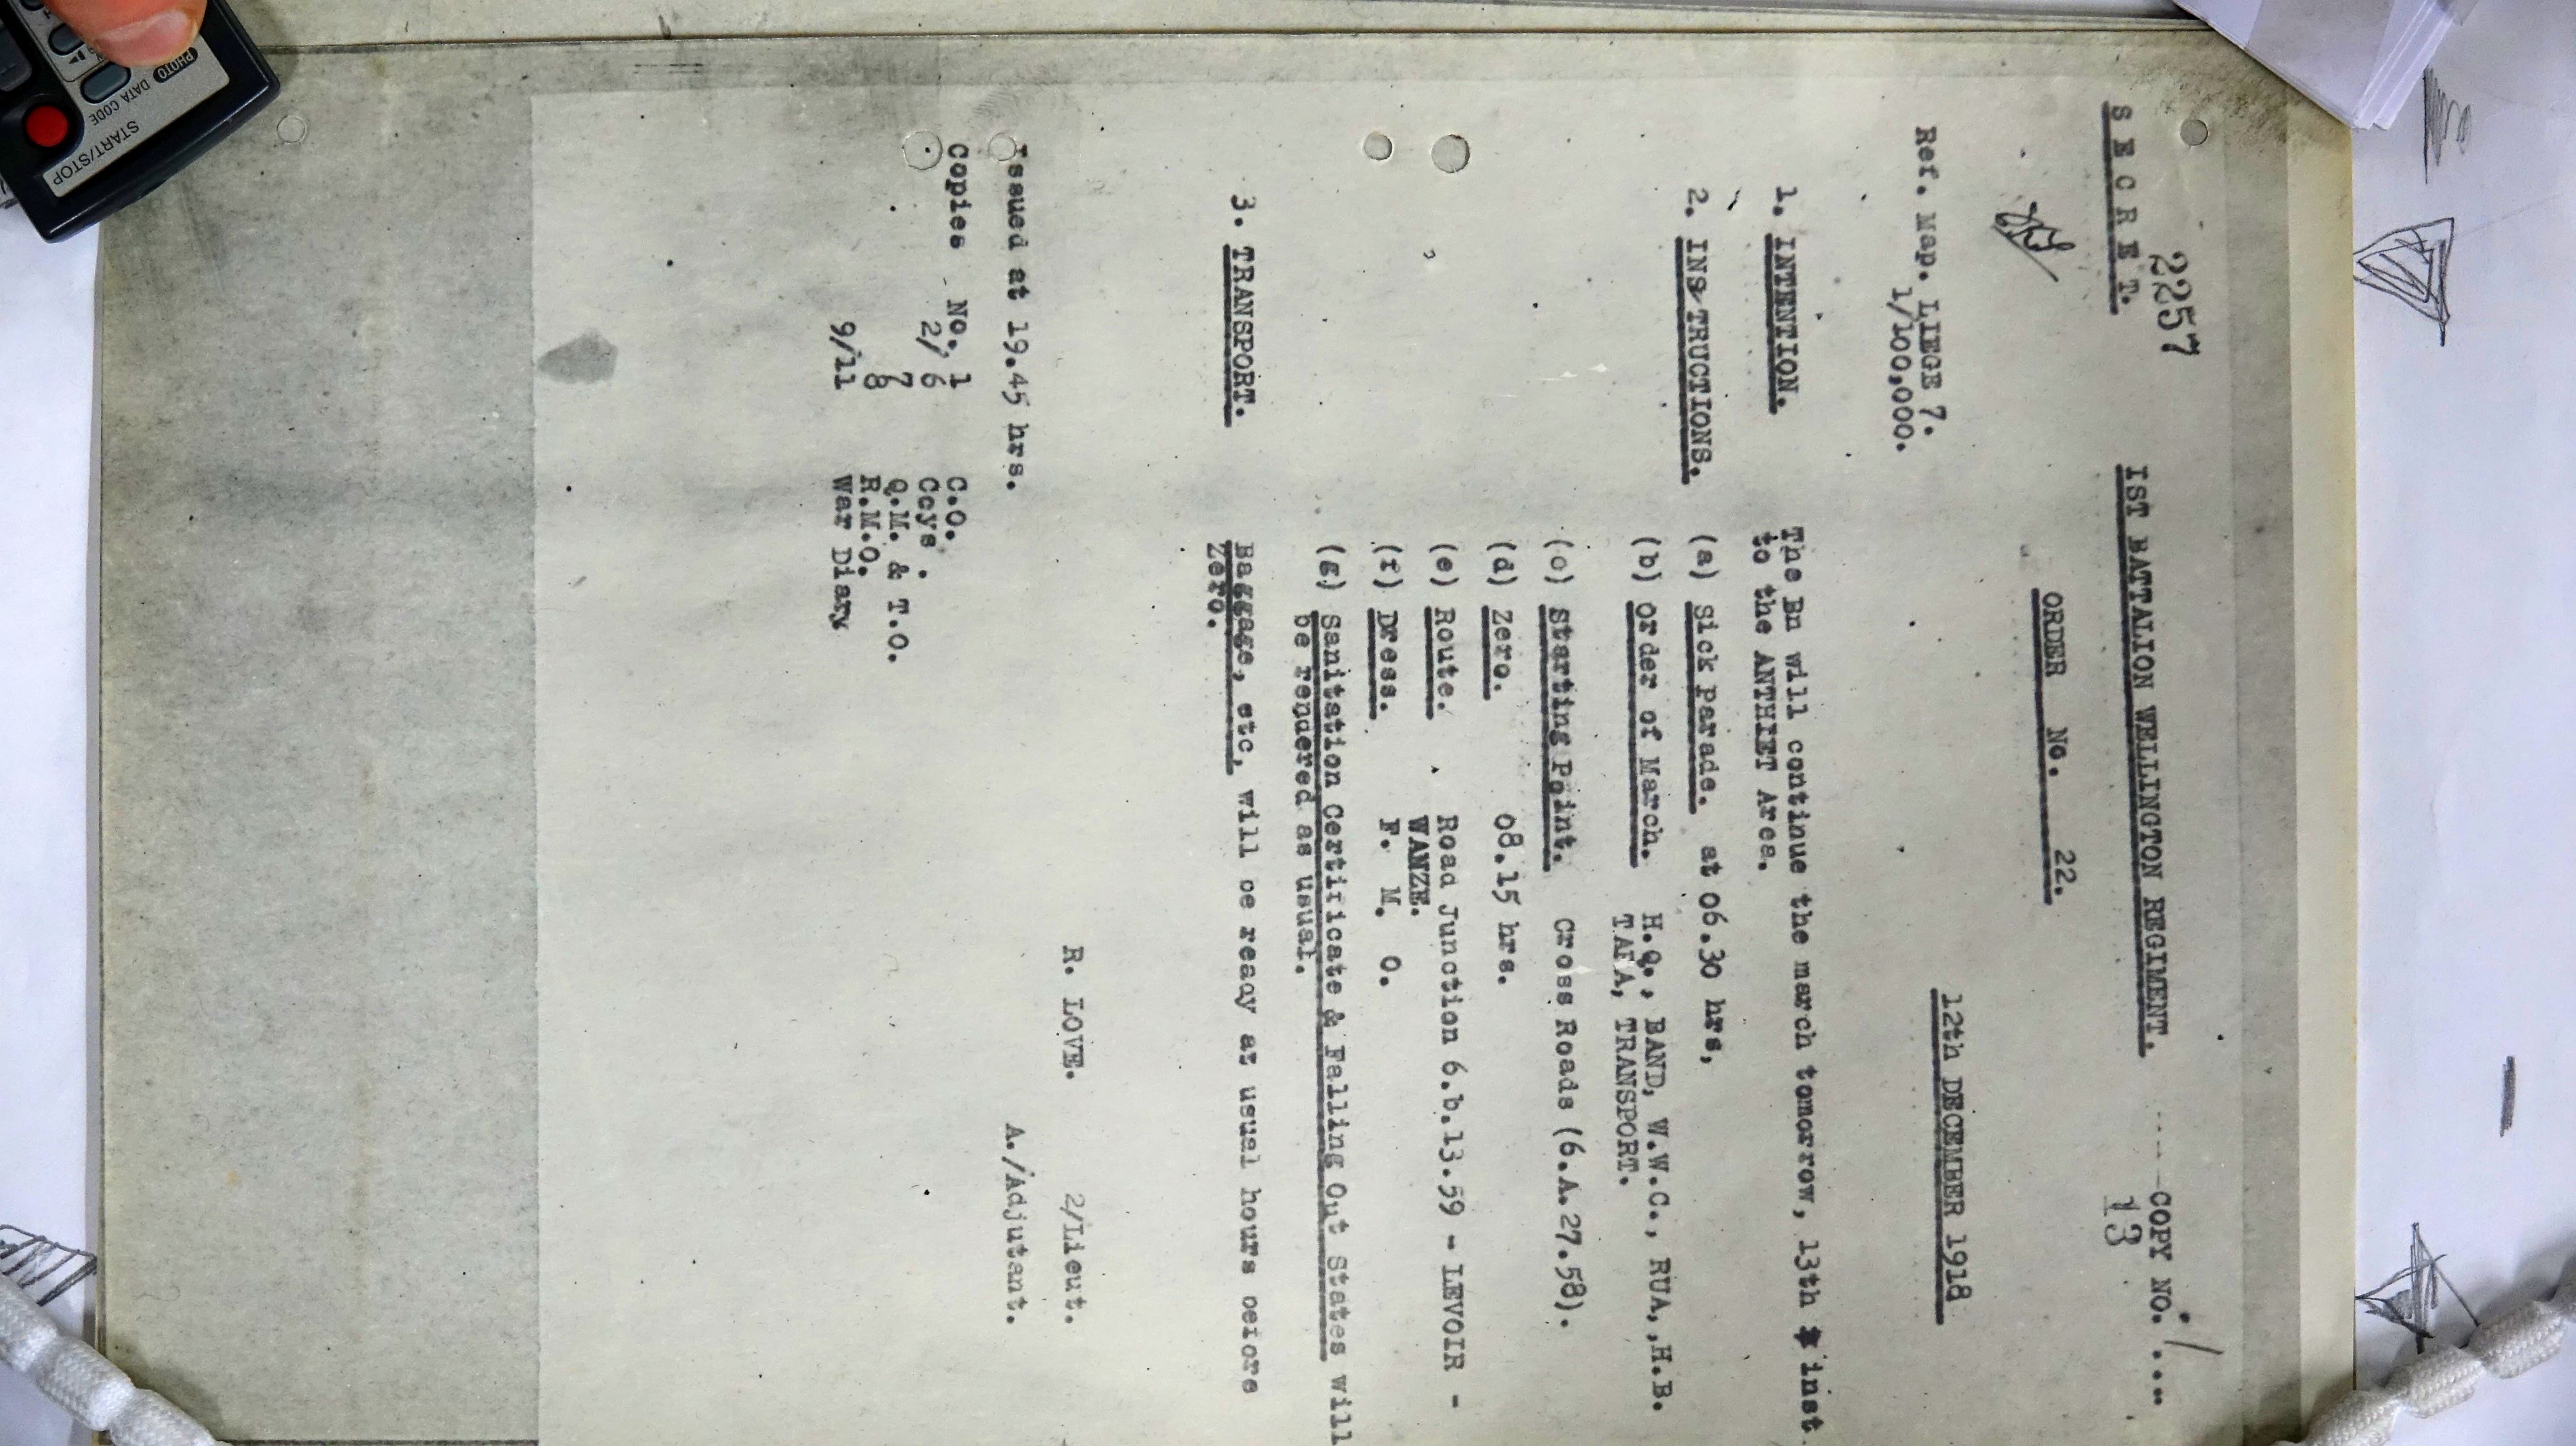 2257
S E C R E T.
1ST BATTALION WELLINGTON REGIMENT.
COPY NO. ....
13
ORDER No. 22.
Ref. Map. LIEGE 7.
1/100,000.
12th DECEMBER 1918
1. INTENTION.
The Bn will continue the march tomorrow, 13th inst.
to the ANTHIET Area.
2. INSTRUCTIONS.
(a) Sick Parade. at 06.30 hrs,
(b) Order of March. H.Q., BAND, W.W.C., RUA,,H.B.
TAFA, TRANSPORT.
(c) Starting Point. Cross Roads (6.A.27.58).
(d) Zero. 08.15 hrs.
(e) Route. Road Junction 6.b.13.59 - LEVOIR -
WANZE.
(f) Dress. F. M. O.
(g) Sanitation Certificate & Falling Out States will
be rendered as usual.
3. TRANSPORT.
Baggage, etc, will be ready at usual hours before
Zero.
R. LOVE. 2/Lieut.
A./Adjutant.
Issued at 19.45 hrs.
Copies No. 1 C.O.
2/6 Coys.
7 Q.M. & T.O.
8 R.M.O.
9/11 War Diary
PHOTO
DATA CODE
START/STOP